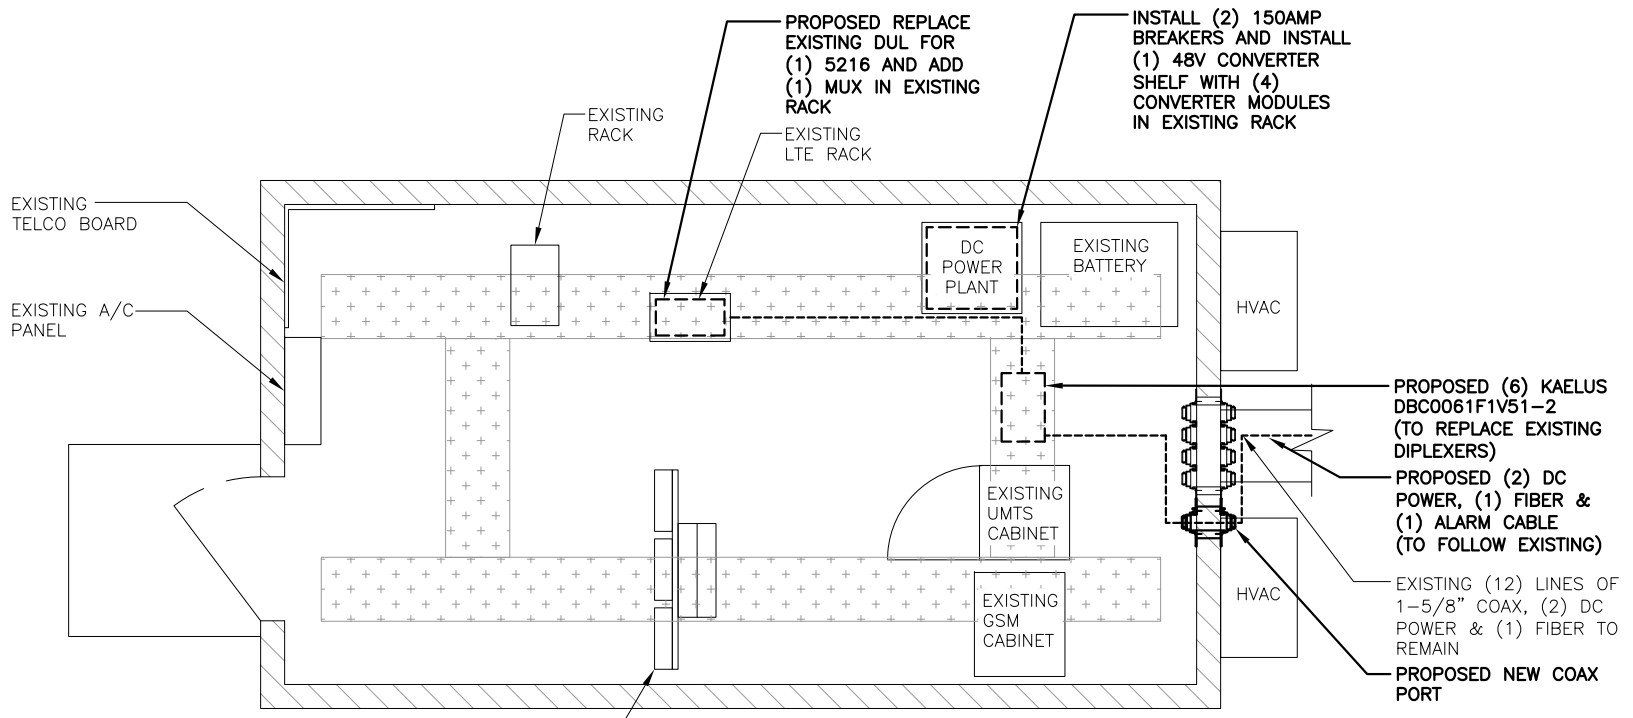 PROPOSED REPLACE
EXISTING DUL FOR
(1) 5216 AND ADD
(1) MUX IN EXISTING
RACK
INSTALL (2) 150AMP
BREAKERS AND INSTALL
(1) 48V CONVERTER
SHELF WITH (4)
CONVERTER MODULES
IN EXISTING RACK
EXISTING
RACK
EXISTING
LTE RACK
EXISTING
TELCO BOARD
EXISTING A/C
PANEL
DC
POWER
PLANT
EXISTING
BATTERY
HVAC
PROPOSED (6) KAELUS
DBC0061F1V51-2
(TO REPLACE EXISTING
DIPLEXERS)
PROPOSED (2) DC
POWER, (1) FIBER &
(1) ALARM CABLE
(TO FOLLOW EXISTING)
EXISTING
UMTS
CABINET
EXISTING
GSM
CABINET
HVAC
EXISTING (12) LINES OF
1-5/8" COAX, (2) DC
POWER & (1) FIBER TO
REMAIN
PROPOSED NEW COAX
PORT